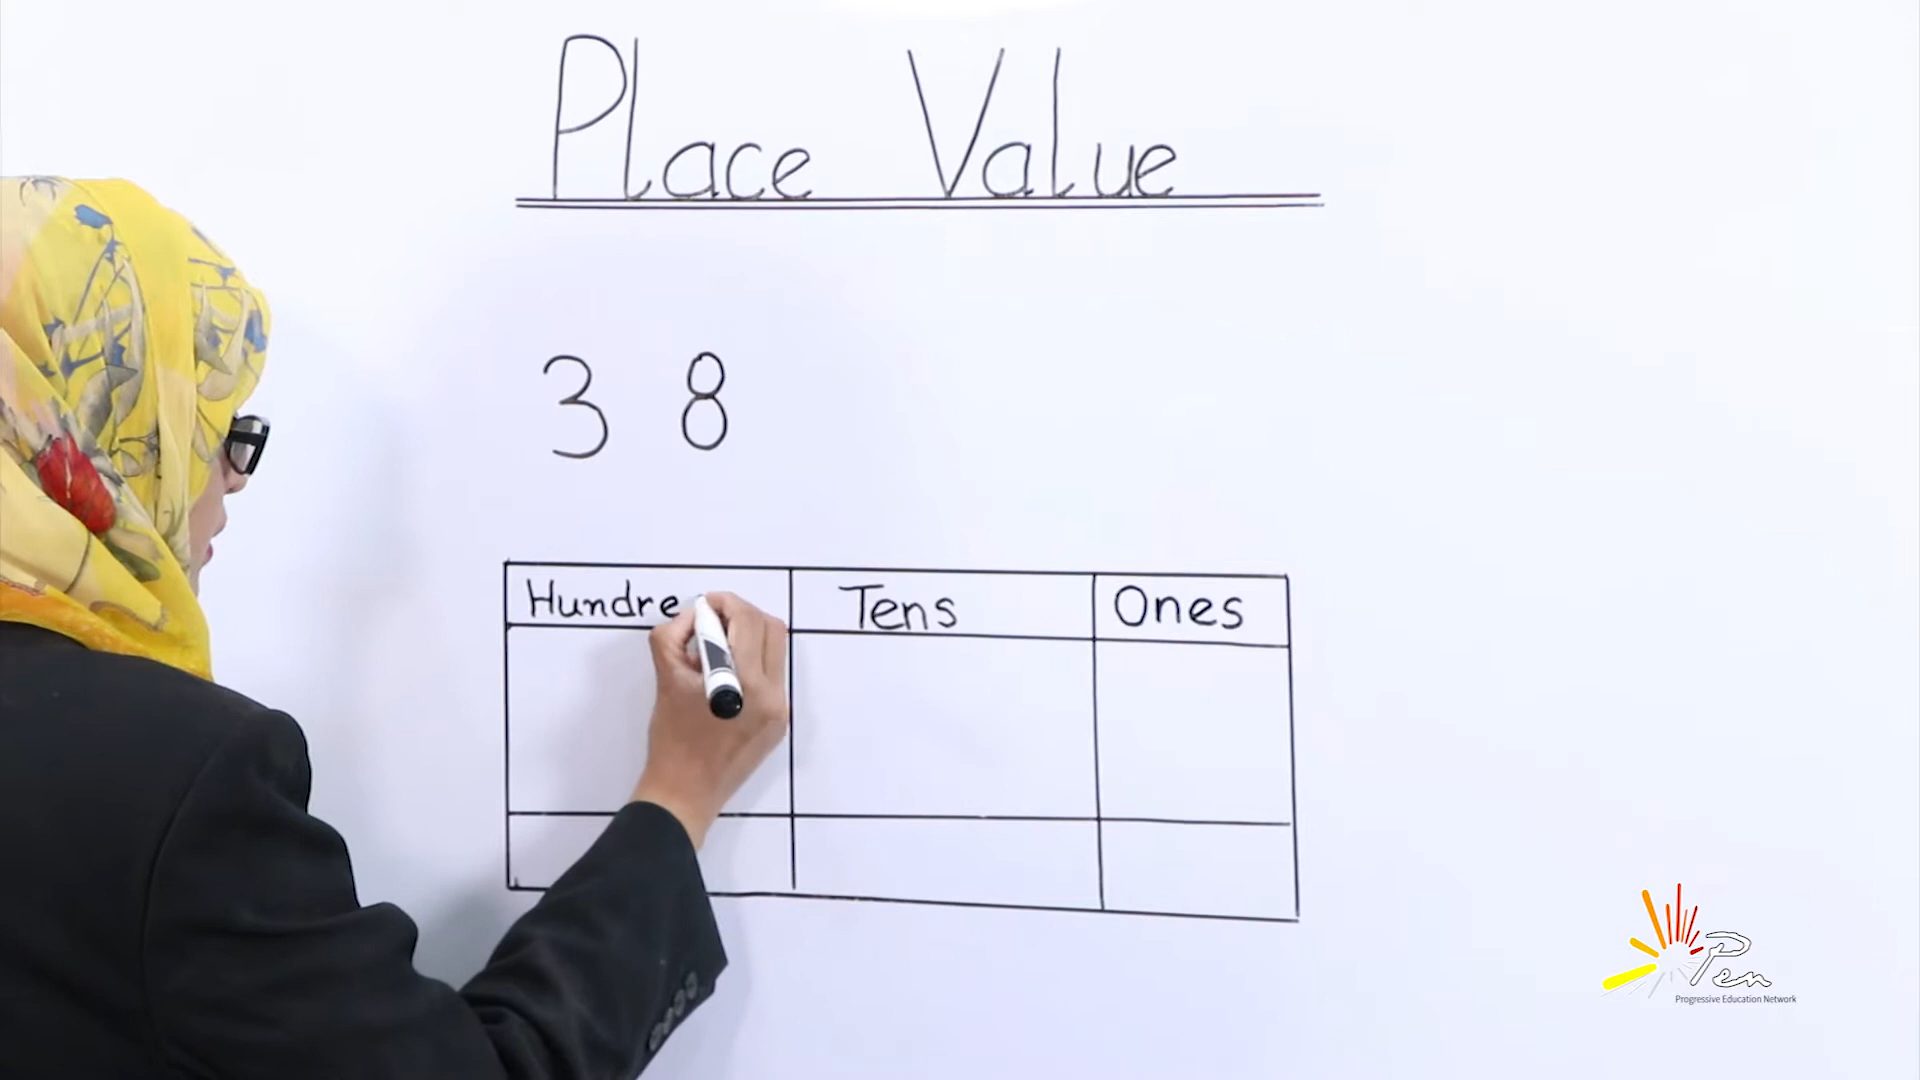 Place Value
3 8
Hundre Tens Ones
Pen
Progressive Education Network